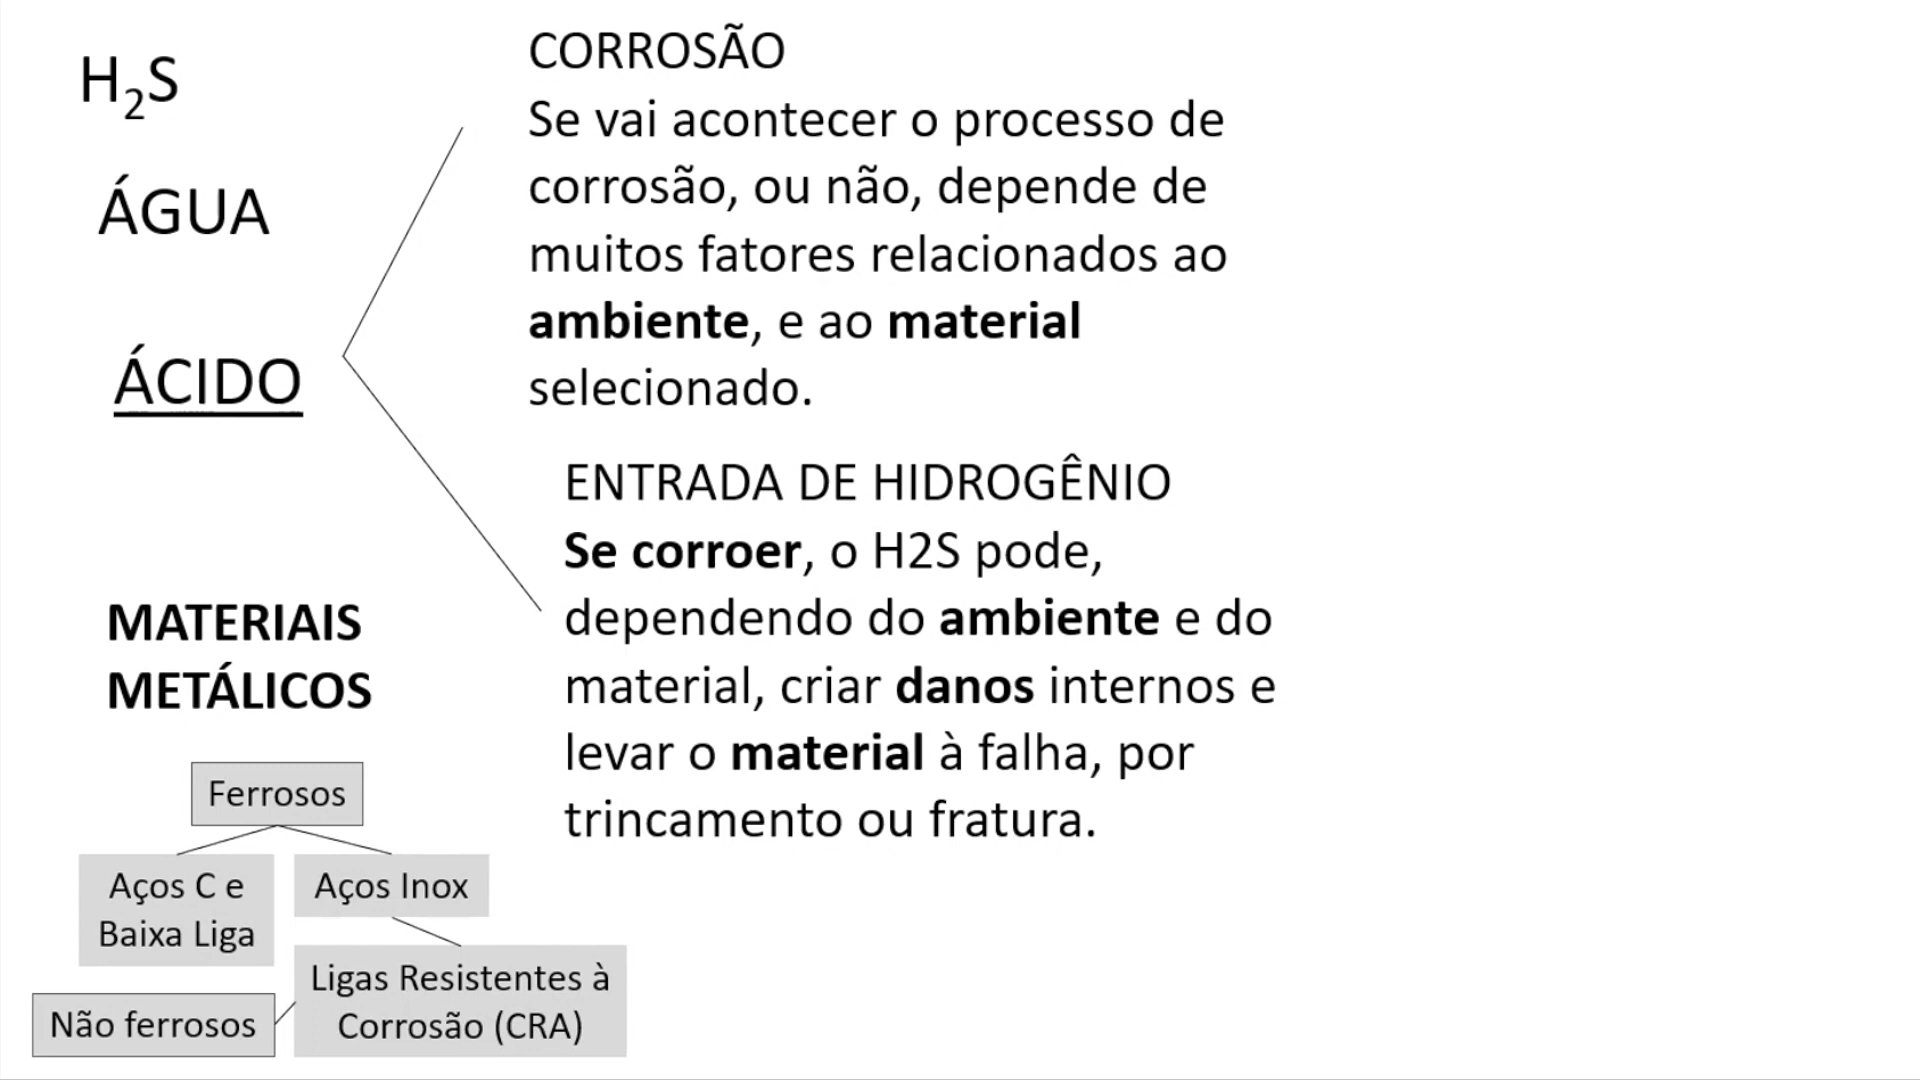 H₂S
ÁGUA
ÁCIDO
CORROSÃO
Se vai acontecer o processo de
corrosão, ou não, depende de
muitos fatores relacionados ao
ambiente, e ao material
selecionado.
ENTRADA DE HIDROGÊNIO
Se corroer, o H2S pode,
dependendo do ambiente e do
material, criar danos internos e
levar o material à falha, por
trincamento ou fratura.
MATERIAIS
METÁLICOS
Ferrosos
Aços C e
Baixa Liga
Aços Inox
Ligas Resistentes à
Corrosão (CRA)
Não ferrosos